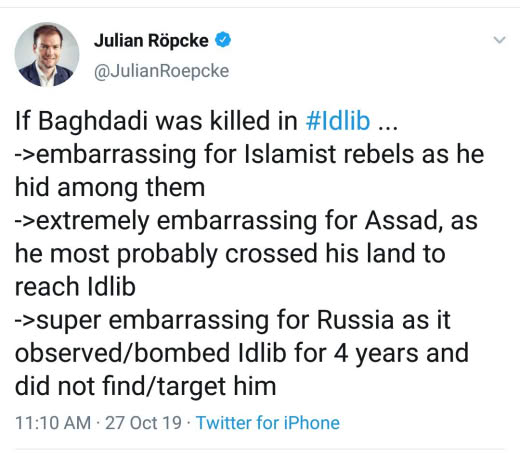 Julian Röpcke
@JulianRoepcke
If Baghdadi was killed in #Idlib ...
->embarrassing for Islamist rebels as he
hid among them
->extremely embarrassing for Assad, as
he most probably crossed his land to
reach Idlib
->super embarrassing for Russia as it
observed/bombed Idlib for 4 years and
did not find/target him
11:10 AM · 27 Oct 19 · Twitter for iPhone